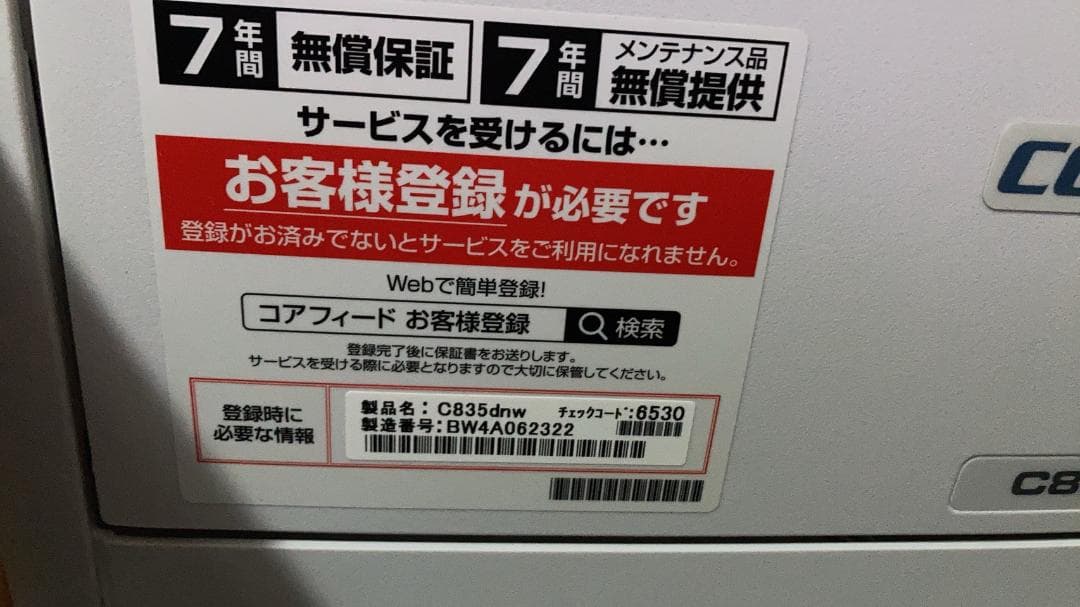 7年間 無償保証
7年間 メンテナンス品 無償提供
サービスを受けるには…
お客様登録が必要です
登録がお済みでないとサービスをご利用になれません。
Webで簡単登録!
コアフィード お客様登録 検索
登録完了後に保証書をお送りします。
サービスを受ける際に必要となりますので大切に保管してください。
登録時に
必要な情報
製品名: C835dnw ﾁｪｯｸｺｰﾄﾞ:6530
製造番号:BW4A062322
CO
C8